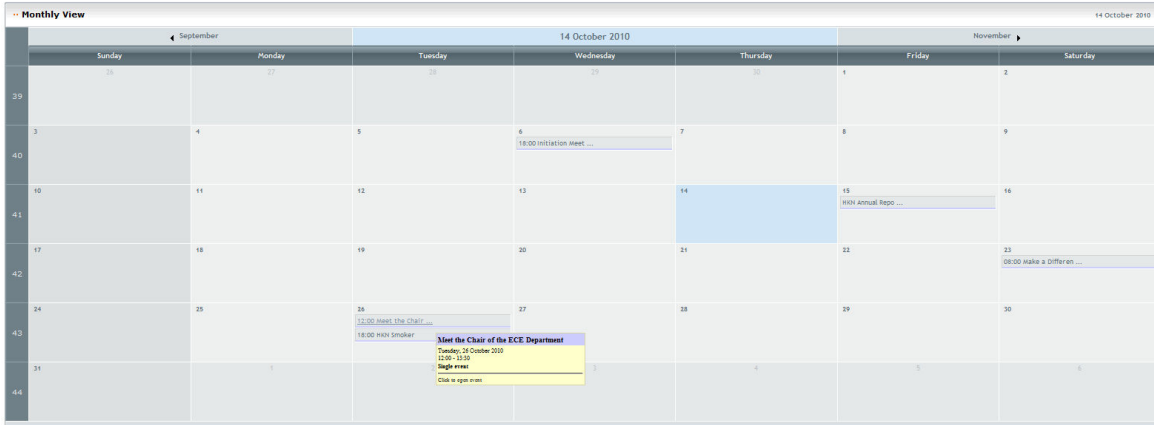 Monthly View
14 October 2010
September
14 October 2010
November
Sunday Monday Tuesday Wednesday Thursday Friday Saturday
39 26 27 28 29 30 1 2
40 3 4 5 6 7 8 9
18:00 Initiation Meet ...
41 10 11 12 13 14 15 16
HKN Annual Repo ...
42 17 18 19 20 21 22 23
08:00 Make a Differen ...
43 24 25 26 27 28 29 30
12:00 Meet the Chair ...
18:00 HKN Smoker
Meet the Chair of the ECE Department
Tuesday, 26 October 2010
12:00 - 13:30
Single event
Click to open event
44 31 1 2 3 4 5 6